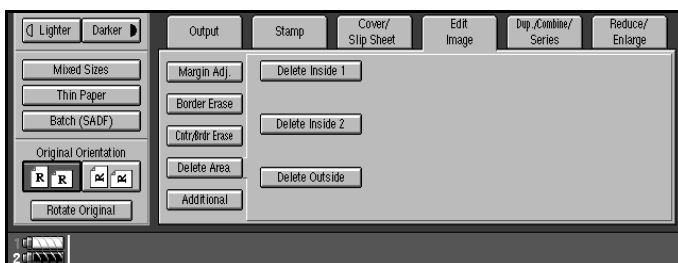 Lighter Darker
Mixed Sizes
Thin Paper
Batch (SADF)
Original Orientation
R R R R
Rotate Original
1
2
Output
Stamp
Cover/
Slip Sheet
Edit
Image
Dup./Combine/
Series
Reduce/
Enlarge
Margin Adj.
Border Erase
Cntr/Brdr Erase
Delete Area
Additional
Delete Inside 1
Delete Inside 2
Delete Outside